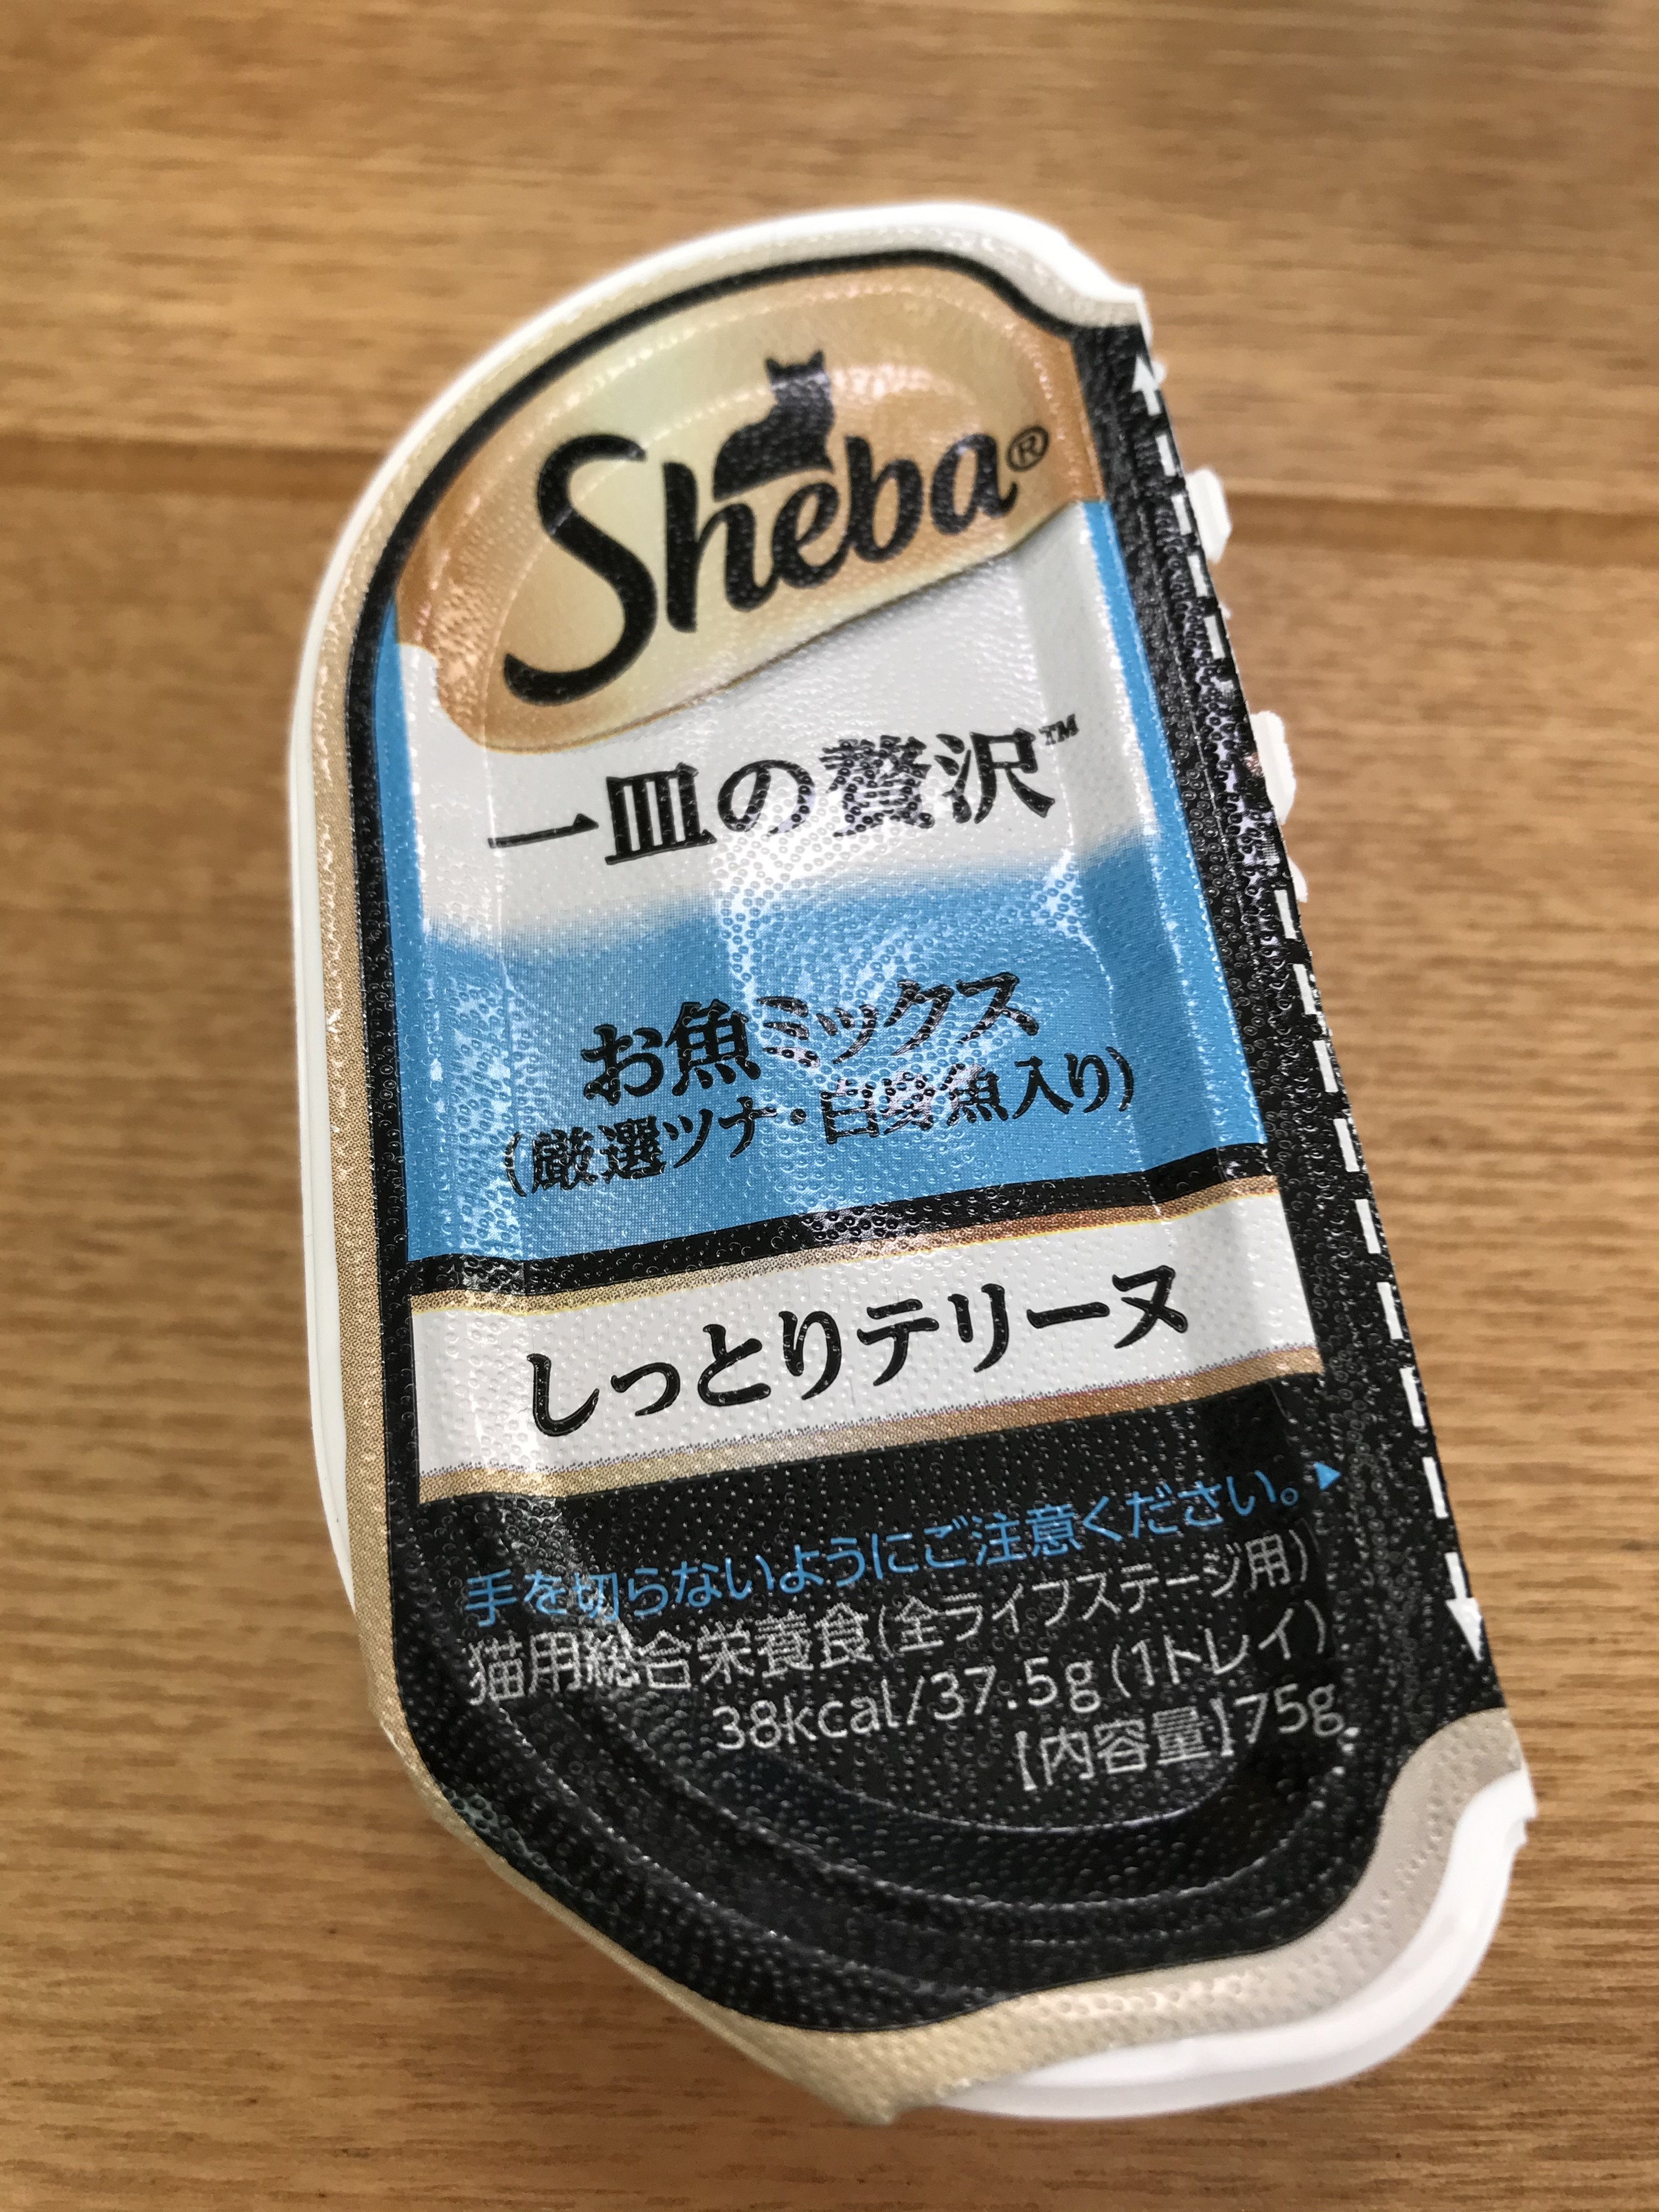 Sheba®
一皿の贅沢™
お魚ミックス
(厳選ツナ・白身魚入り)
しっとりテリーヌ
手を切らないようにご注意ください。▶
猫用総合栄養食(全ライフステージ用)
38kcal/37.5g(1トレイ)
【内容量】75g